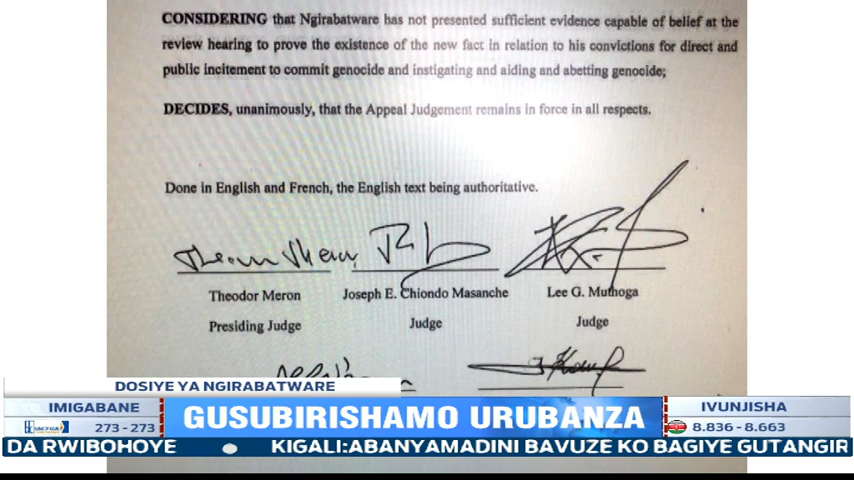 CONSIDERING that Ngirabatware has not presented sufficient evidence capable of belief at the
review hearing to prove the existence of the new fact in relation to his convictions for direct and
public incitement to commit genocide and instigating and aiding and abetting genocide;
DECIDES, unanimously, that the Appeal Judgement remains in force in all respects.
Done in English and French, the English text being authoritative.
Theodor Meron
Joseph E. Chiondo Masanche
Lee G. Muthoga
Presiding Judge
Judge
Judge
DOSIYE YA NGIRABATWARE
IMIGABANE
273 - 273
GUSUBIRISHAMO URUBANZA
IVUNJISHA
8.836 - 8.663
DA RWIBOHOYE
KIGALI:ABANYAMADINI BAVUZE KO BAGIYE GUTANGIR